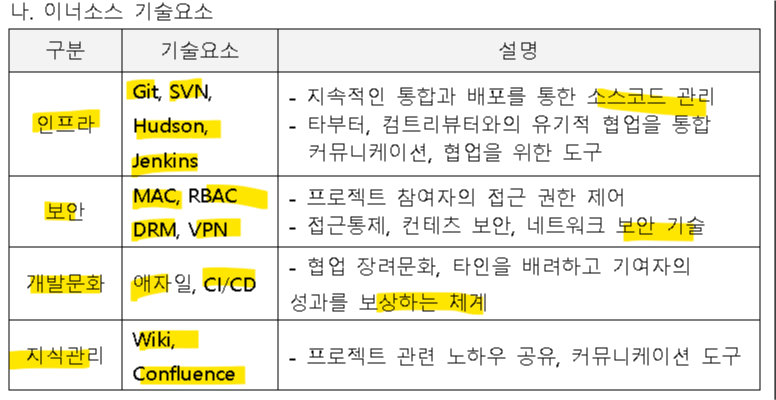 나. 이너소스 기술요소
구분 기술요소 설명
인프라
Git, SVN,
Hudson,
Jenkins
- 지속적인 통합과 배포를 통한 소스코드 관리
- 타부터, 컴트리뷰터와의 유기적 협업을 통합
커뮤니케이션, 협업을 위한 도구
보안
MAC, RBAC
DRM, VPN
- 프로젝트 참여자의 접근 권한 제어
- 접근통제, 컨테츠 보안, 네트워크 보안 기술
개발문화
애자일, CI/CD
- 협업 장려문화, 타인을 배려하고 기여자의
성과를 보상하는 체계
지식관리
Wiki,
Confluence
- 프로젝트 관련 노하우 공유, 커뮤니케이션 도구